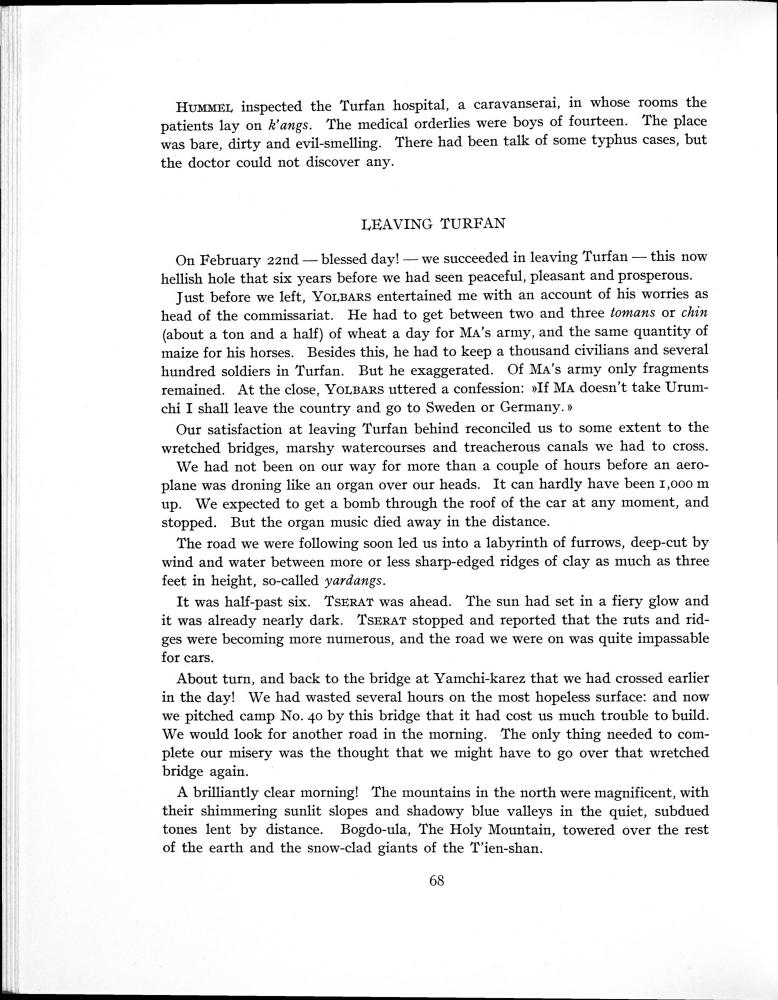 HUMMEL inspected the Turfan hospital, a caravanserai, in whose rooms the
patients lay on k'angs. The medical orderlies were boys of fourteen. The place
was bare, dirty and evil-smelling. There had been talk of some typhus cases, but
the doctor could not discover any.
LEAVING TURFAN
On February 22nd — blessed day! — we succeeded in leaving Turfan — this now
hellish hole that six years before we had seen peaceful, pleasant and prosperous.
Just before we left, YOLBARS entertained me with an account of his worries as
head of the commissariat. He had to get between two and three tomans or chin
(about a ton and a half) of wheat a day for MA's army, and the same quantity of
maize for his horses. Besides this, he had to keep a thousand civilians and several
hundred soldiers in Turfan. But he exaggerated. Of MA's army only fragments
remained. At the close, YOLBARS uttered a confession: »If MA doesn't take Urum-
chi I shall leave the country and go to Sweden or Germany.»
Our satisfaction at leaving Turfan behind reconciled us to some extent to the
wretched bridges, marshy watercourses and treacherous canals we had to cross.
We had not been on our way for more than a couple of hours before an aero-
plane was droning like an organ over our heads. It can hardly have been 1,000 m
up. We expected to get a bomb through the roof of the car at any moment, and
stopped. But the organ music died away in the distance.
The road we were following soon led us into a labyrinth of furrows, deep-cut by
wind and water between more or less sharp-edged ridges of clay as much as three
feet in height, so-called yardangs.
It was half-past six. TSERAT was ahead. The sun had set in a fiery glow and
it was already nearly dark. TSERAT stopped and reported that the ruts and rid-
ges were becoming more numerous, and the road we were on was quite impassable
for cars.
About turn, and back to the bridge at Yamchi-karez that we had crossed earlier
in the day! We had wasted several hours on the most hopeless surface: and now
we pitched camp No. 40 by this bridge that it had cost us much trouble to build.
We would look for another road in the morning. The only thing needed to com-
plete our misery was the thought that we might have to go over that wretched
bridge again.
A brilliantly clear morning! The mountains in the north were magnificent, with
their shimmering sunlit slopes and shadowy blue valleys in the quiet, subdued
tones lent by distance. Bogdo-ula, The Holy Mountain, towered over the rest
of the earth and the snow-clad giants of the T'ien-shan.
68